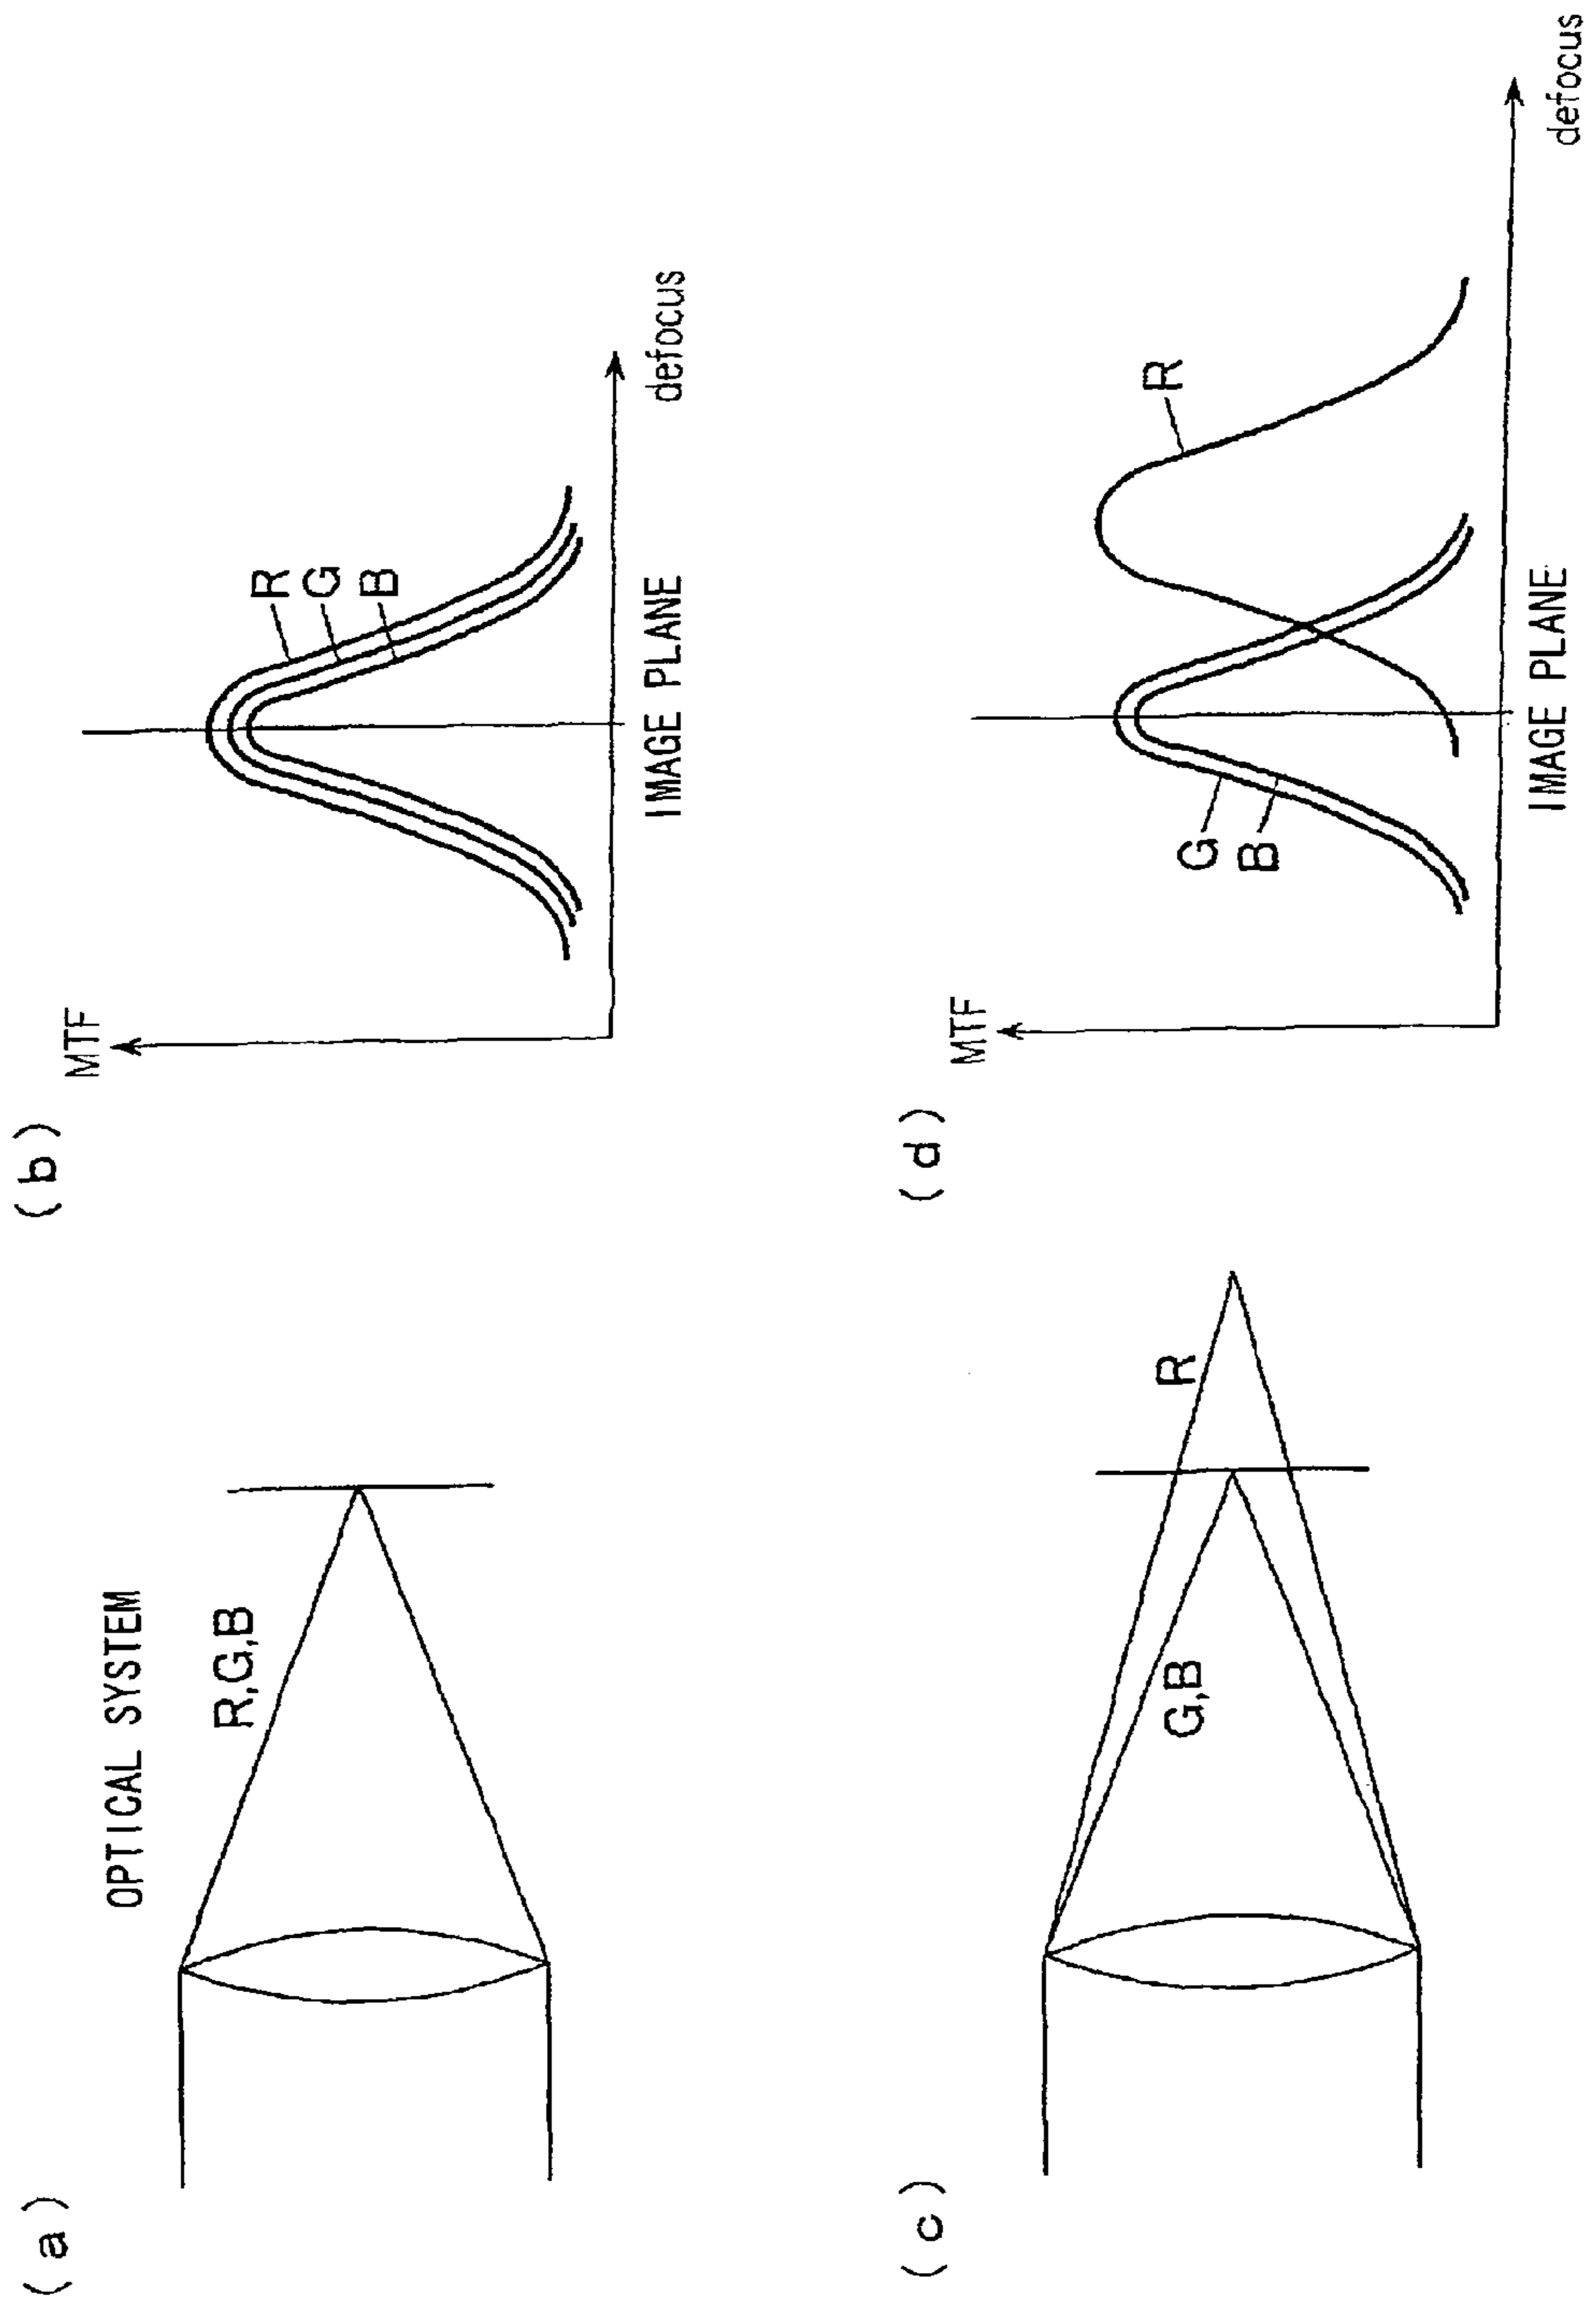 (a)
OPTICAL SYSTEM
R,G,B
(b)
MTF
R
G
B
IMAGE PLANE
defocus
(c)
G,B
R
(d)
MTF
G
B
R
IMAGE PLANE
defocus